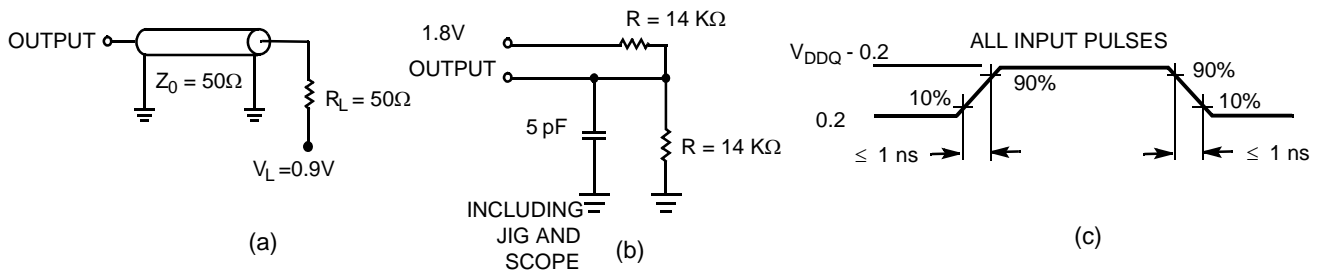 OUTPUT
Z0 = 50Ω
RL = 50Ω
VL =0.9V
(a)
R = 14 KΩ
1.8V
OUTPUT
5 pF
R = 14 KΩ
INCLUDING
JIG AND
SCOPE
(b)
ALL INPUT PULSES
VDDQ - 0.2
90%
90%
10%
10%
0.2
≤ 1 ns
≤ 1 ns
(c)